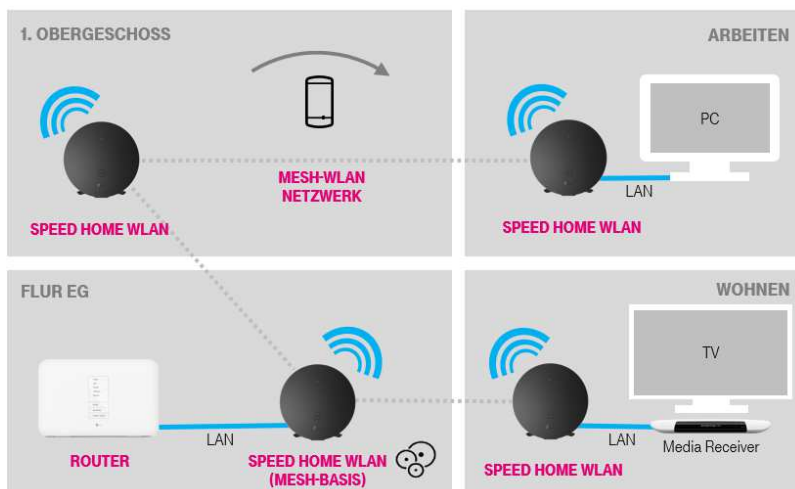 1. OBERGESCHOSS
MESH-WLAN
NETZWERK
SPEED HOME WLAN
ARBEITEN
PC
LAN
SPEED HOME WLAN
FLUR EG
LAN
ROUTER
SPEED HOME WLAN
(MESH-BASIS)
WOHNEN
TV
LAN
Media Receiver
SPEED HOME WLAN